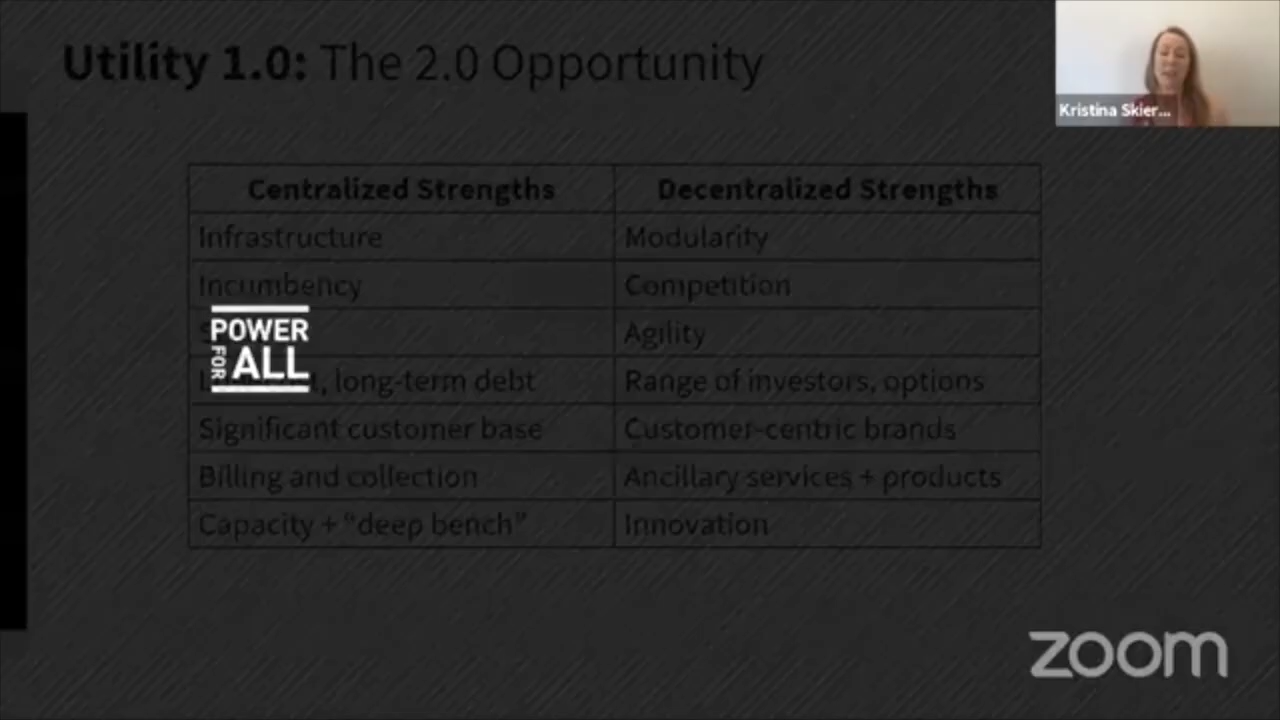 Utility 1.0: The 2.0 Opportunity
Kristina Skier...
Centralized Strengths Decentralized Strengths
Infrastructure Modularity
Incumbency Competition
Agility
POWER
FOR ALL
, long-term debt Range of investors, options
Significant customer base Customer-centric brands
Billing and collection Ancillary services + products
Capacity + “deep bench” Innovation
zoom